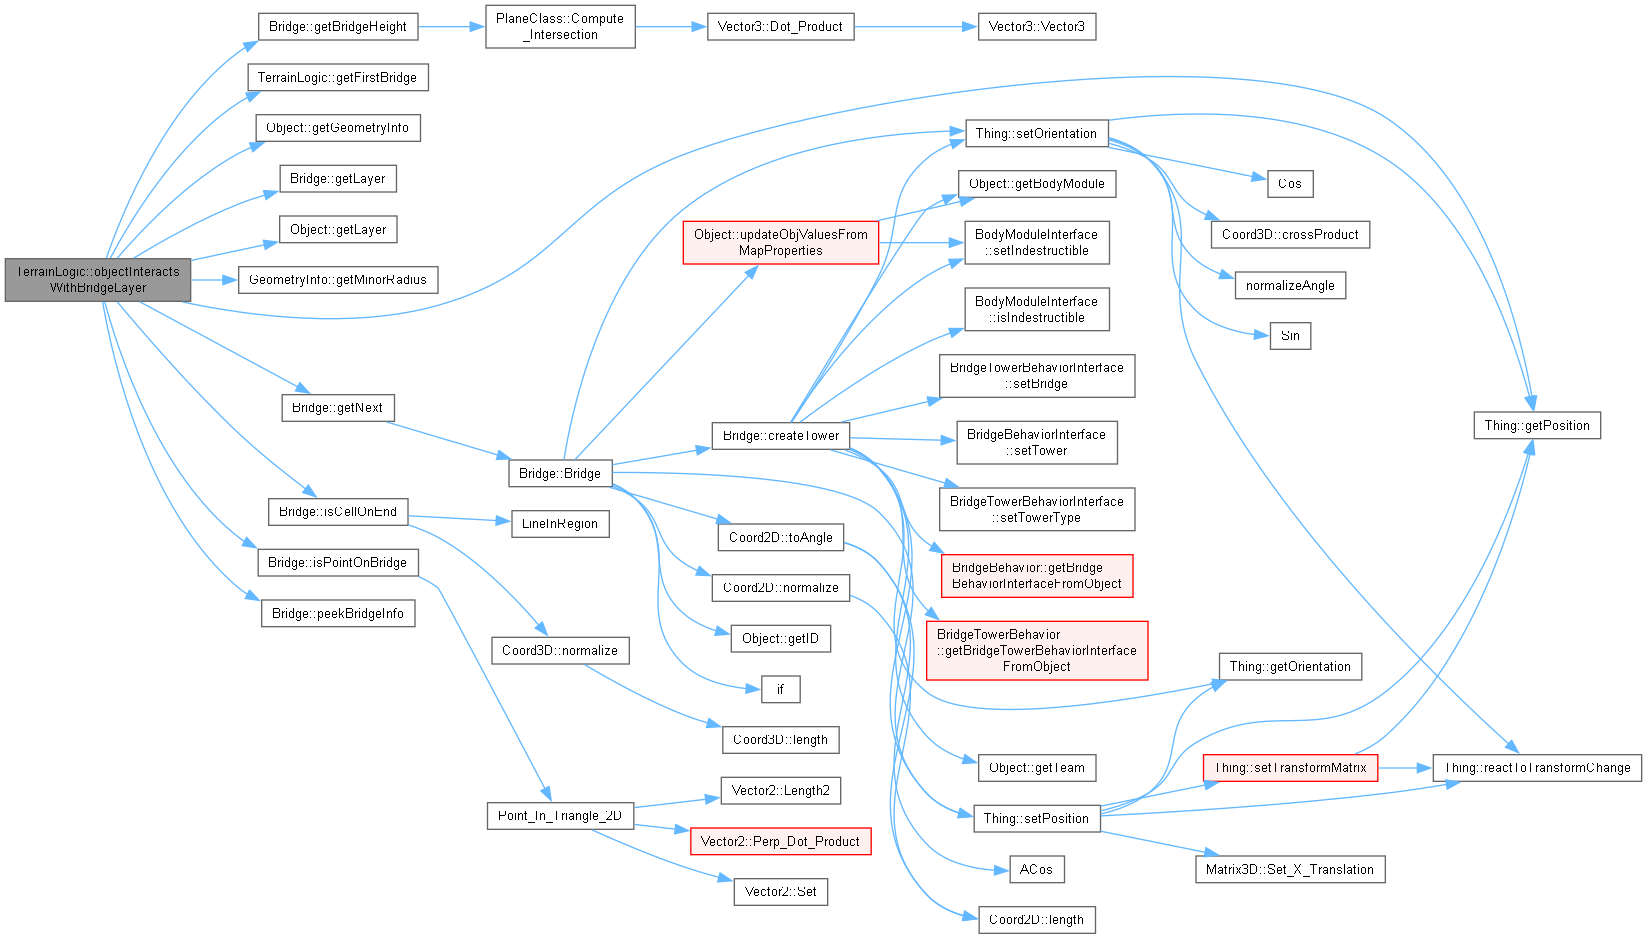 TerrainLogic::objectInteracts
WithBridgeLayer
Bridge::getBridgeHeight
TerrainLogic::getFirstBridge
Object::getGeometryInfo
Bridge::getLayer
Object::getLayer
GeometryInfo::getMinorRadius
Bridge::getNext
Bridge::isCellOnEnd
Bridge::isPointOnBridge
Bridge::peekBridgeInfo
PlaneClass::Compute
_Intersection
Bridge::Bridge
LineInRegion
Coord3D::normalize
Point_In_Triangle_2D
Vector3::Dot_Product
Object::updateObjValuesFrom
MapProperties
Bridge::createTower
Coord2D::toAngle
Coord2D::normalize
Object::getID
if
Coord3D::length
Vector2::Length2
Vector2::Perp_Dot_Product
Vector2::Set
Vector3::Vector3
Thing::setOrientation
Object::getBodyModule
BodyModuleInterface
::setIndestructible
BodyModuleInterface
::isIndestructible
BridgeTowerBehaviorInterface
::setBridge
BridgeBehaviorInterface
::setTower
BridgeTowerBehaviorInterface
::setTowerType
BridgeBehavior::getBridge
BehaviorInterfaceFromObject
BridgeTowerBehavior
::getBridgeTowerBehaviorInterface
FromObject
Object::getTeam
Thing::setPosition
ACos
Coord2D::length
Cos
Coord3D::crossProduct
normalizeAngle
Sin
Thing::getOrientation
Thing::setTransformMatrix
Matrix3D::Set_X_Translation
Thing::getPosition
Thing::reactToTransformChange